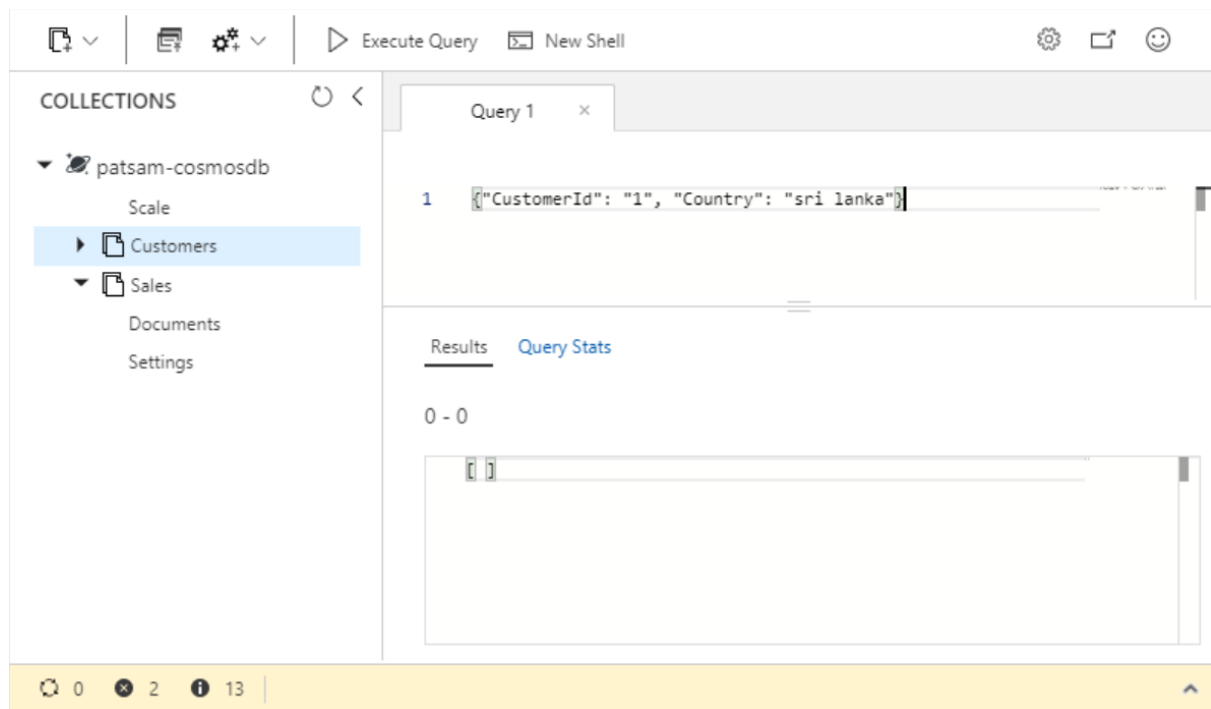 Execute Query New Shell
COLLECTIONS
Query 1 ×
patsam-cosmosdb
Scale
Customers
Sales
Documents
Settings
1 {"CustomerId": "1", "Country": "sri lanka"}
Results Query Stats
0 - 0
[ ]
0 2 13